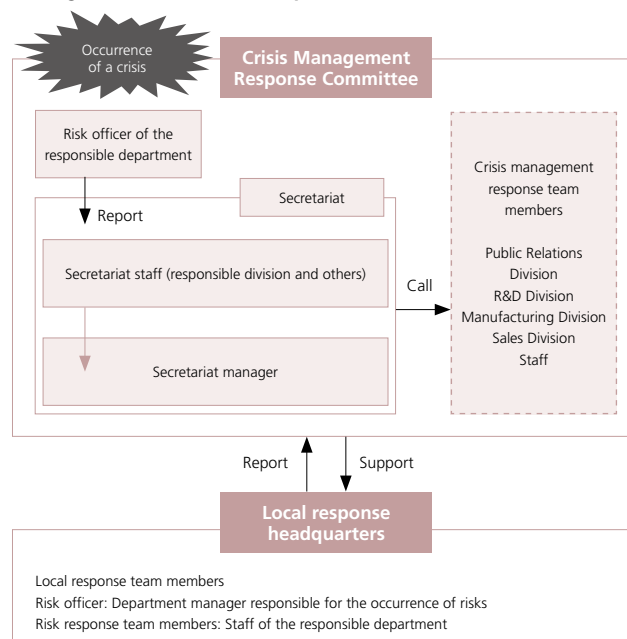 Occurrence
of a crisis
Crisis Management
Response Committee
Risk officer of the
responsible department
Report
Secretariat
Secretariat staff (responsible division and others)
Secretariat manager
Call
Crisis management
response team
members
Public Relations
Division
R&D Division
Manufacturing Division
Sales Division
Staff
Report
Support
Local response
headquarters
Local response team members
Risk officer: Department manager responsible for the occurrence of risks
Risk response team members: Staff of the responsible department